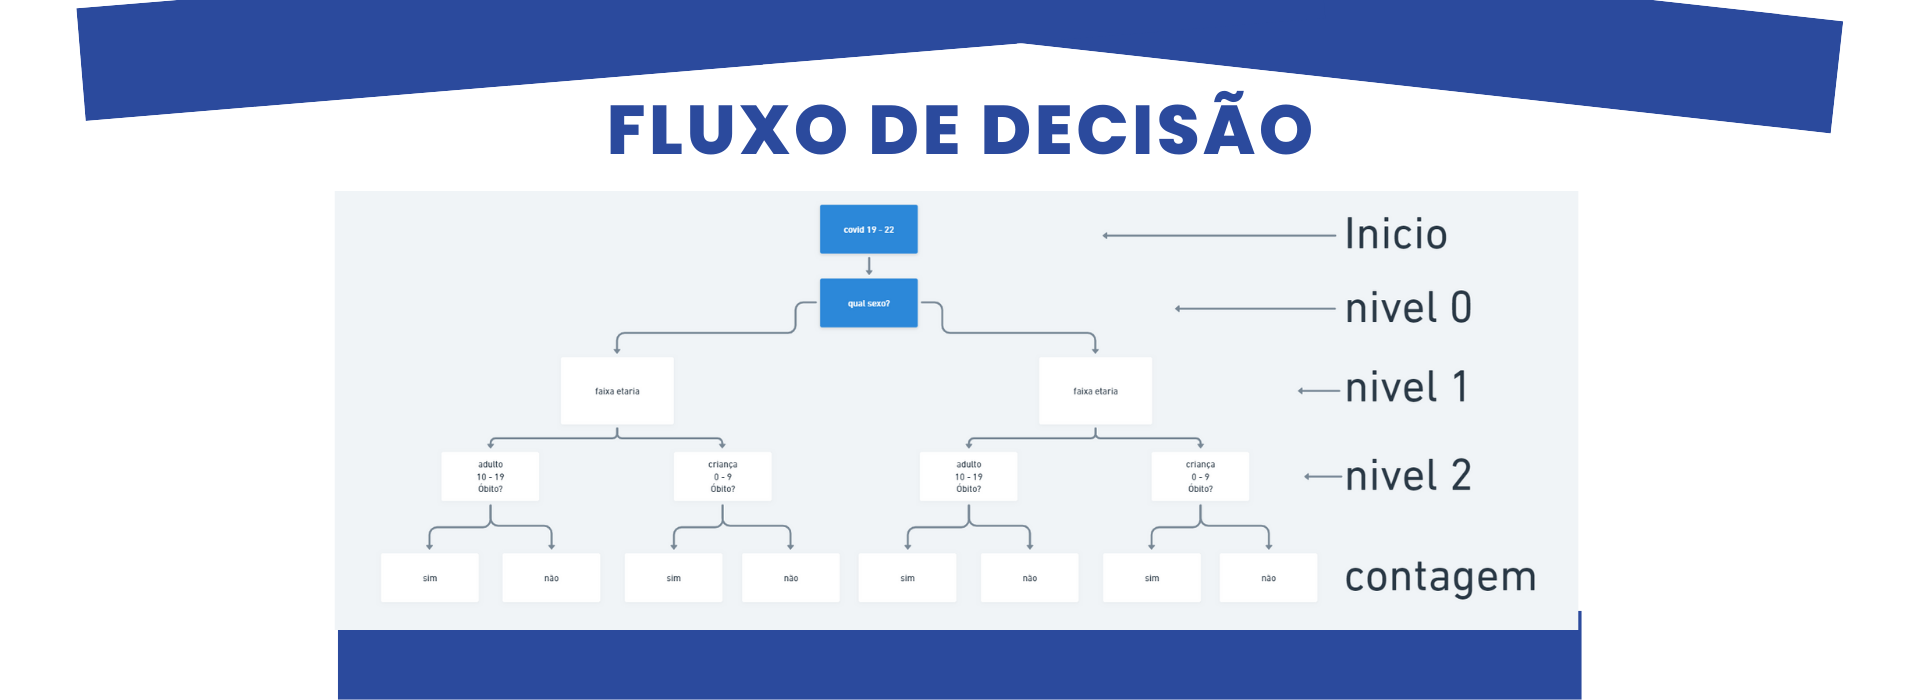 FLUXO DE DECISÃO
covid 19 - 22
Inicio
qual sexo?
nivel 0
faixa etaria
faixa etaria
nivel 1
adulto
10 - 19
Óbito?
criança
0 - 9
Óbito?
adulto
10 - 19
Óbito?
criança
0 - 9
Óbito?
nivel 2
sim
não
sim
não
sim
não
sim
não
contagem